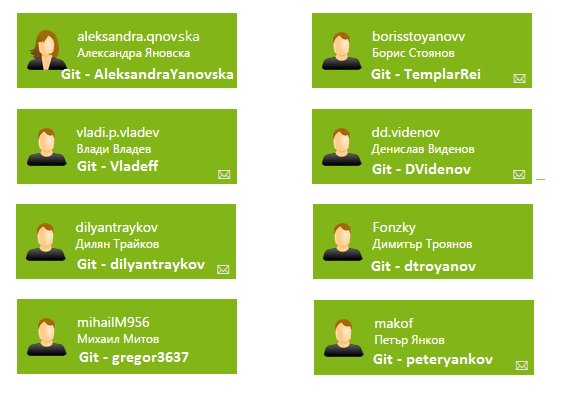 aleksandra.qnovska
Александра Яновска
Git - AleksandraYanovska
borisstoyanovv
Борис Стоянов
Git - TemplarRei
vladi.p.vladev
Влади Владев
Git - Vladeff
dd.videnov
Денислав Виденов
Git - DVidenov
dilyantraykov
Дилян Трайков
Git - dilyantraykov
Fonzky
Димитър Троянов
Git - dtroyanov
mihailM956
Михаил Митов
Git - gregor3637
makof
Петър Янков
Git - peteryankov